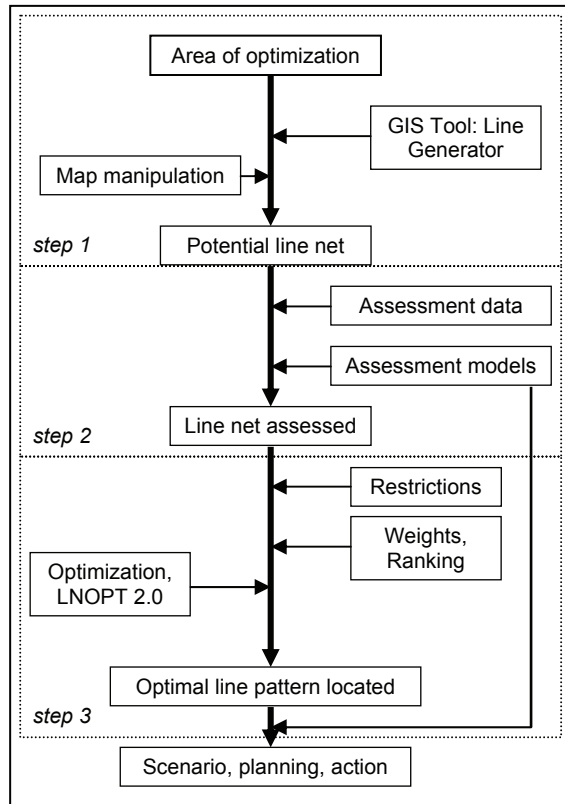 Area of optimization
GIS Tool: Line
Generator
Map manipulation
step 1
Potential line net
Assessment data
Assessment models
Line net assessed
step 2
Restrictions
Weights,
Ranking
Optimization,
LNOPT 2.0
Optimal line pattern located
step 3
Scenario, planning, action